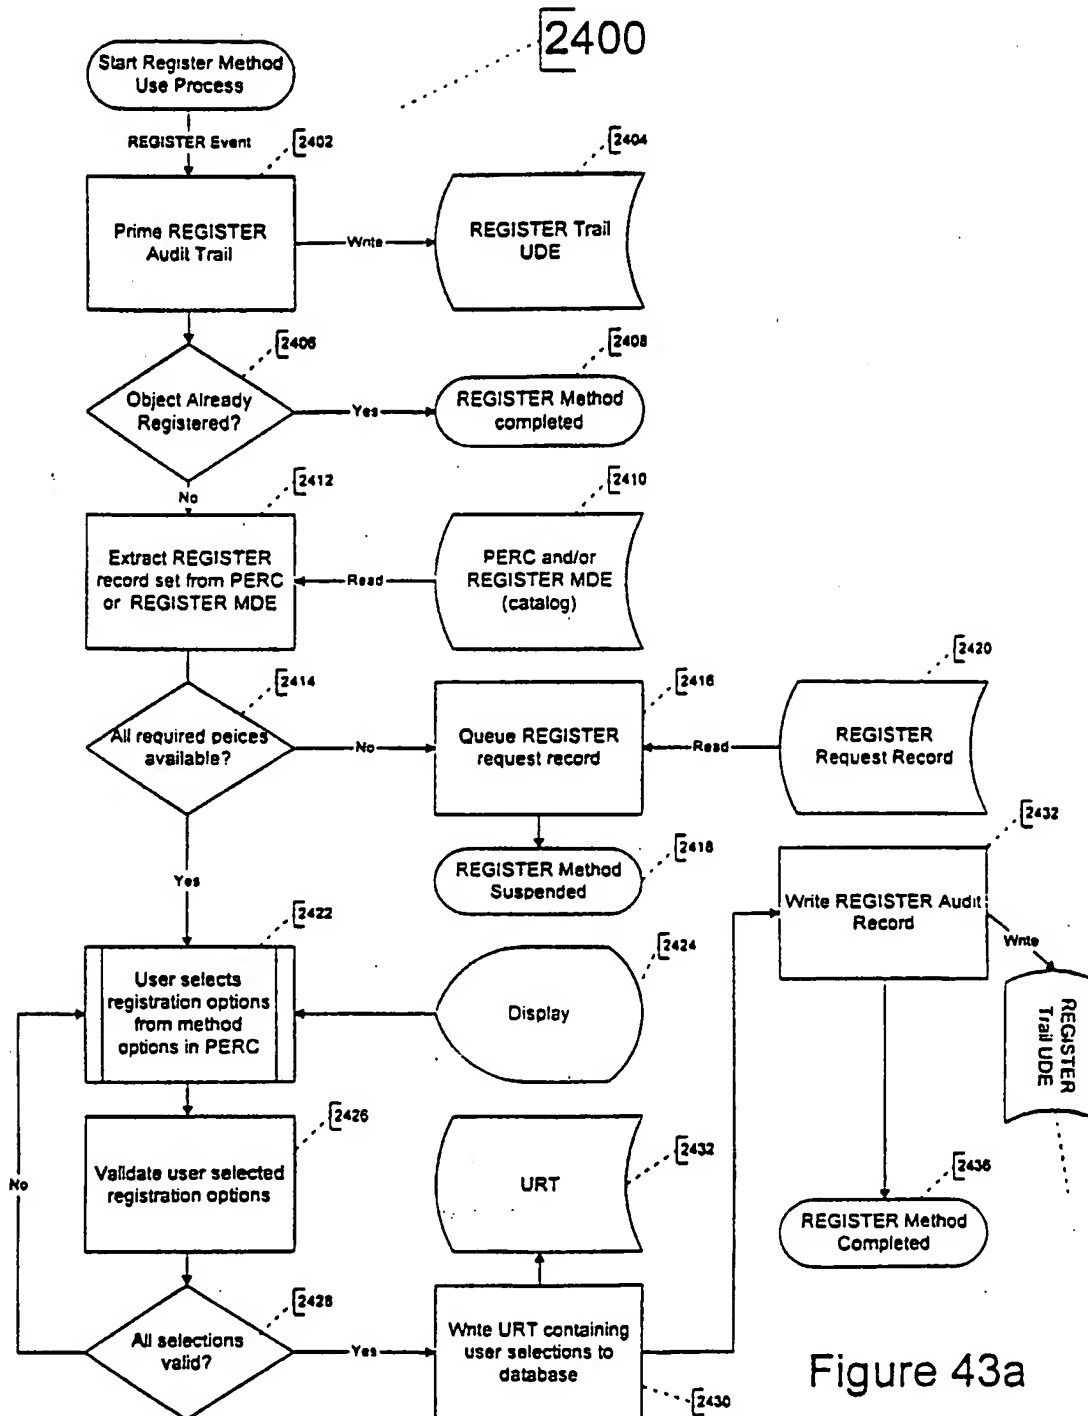 2400
Start Register Method
Use Process
REGISTER Event
2402
2404
Prime REGISTER
Audit Trail
Write
REGISTER Trail
UDE
2406
2408
Object Already
Registered?
Yes
REGISTER Method
completed
No
2412
2410
Extract REGISTER
record set from PERC
or REGISTER MDE
Read
PERC and/or
REGISTER MDE
(catalog)
2414
2416
2420
All required peices
available?
No
Queue REGISTER
request record
Read
REGISTER
Request Record
2418
REGISTER Method
Suspended
2432
Write REGISTER Audit
Record
Write
REGISTER
Trail UDE
Yes
2422
2424
User selects
registration options
from method
options in PERC
Display
2426
Validate user selected
registration options
No
2432
URT
2436
REGISTER Method
Completed
2428
All selections
valid?
Yes
Write URT containing
user selections to
database
2430
Figure 43a